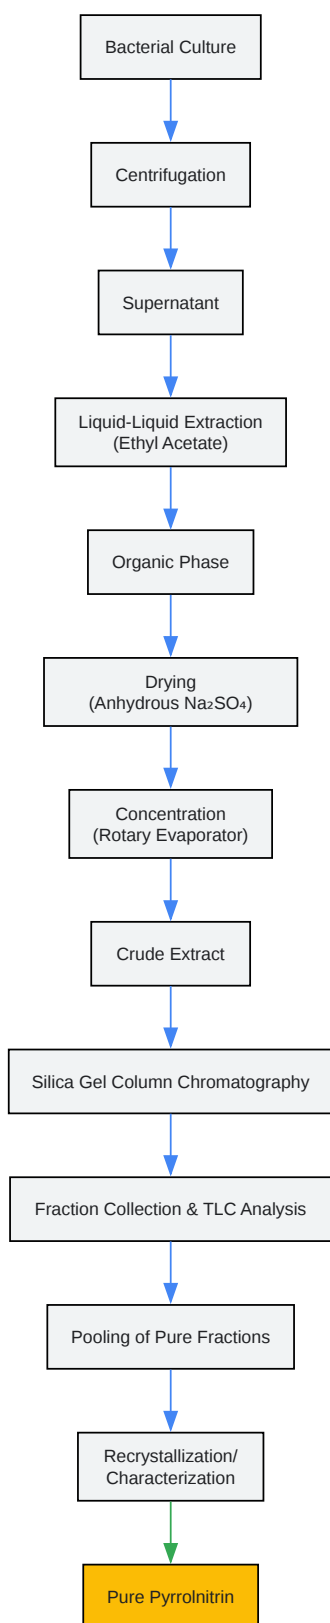 Bacterial Culture
Centrifugation
Supernatant
Liquid-Liquid Extraction
(Ethyl Acetate)
Organic Phase
Drying
(Anhydrous Na₂SO₄)
Concentration
(Rotary Evaporator)
Crude Extract
Silica Gel Column Chromatography
Fraction Collection & TLC Analysis
Pooling of Pure Fractions
Recrystallization/
Characterization
Pure Pyrrolnitrin